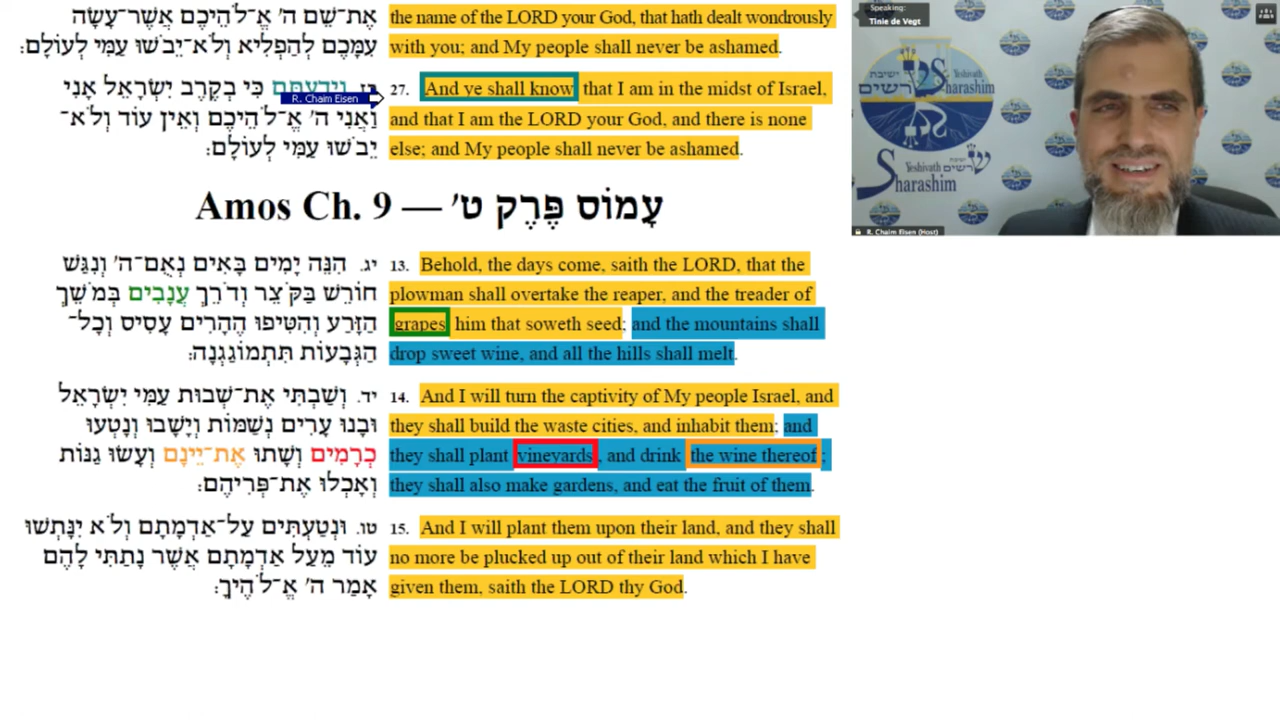 אֶת־שֵׁם ה' אֱ־לֹהֵיכֶם אֲשֶׁר־עָשָׂה
עִמָּכֶם לְהַפְלִיא וְלֹא־יֵבֹשׁוּ עַמִּי לְעוֹלָם:
the name of the LORD your God, that hath dealt wondrously
with you; and My people shall never be ashamed.
כִּי בְקֶרֶב יִשְׂרָאֵל אָנִי
וַאֲנִי ה' אֱ־לֹהֵיכֶם וְאֵין עוֹד וְלֹא־
יֵבֹשׁוּ עַמִּי לְעוֹלָם:
R. Chaim Eisen
27. And ye shall know that I am in the midst of Israel,
and that I am the LORD your God, and there is none
else; and My people shall never be ashamed.
Amos Ch. 9 — עָמוֹס פֶּרֶק ט'
יג. הִנֵּה יָמִים בָּאִים נְאֻם־ה' וְנִגַּשׁ
חוֹרֵשׁ בַּקֹּצֵר וְדֹרֵךְ עֲנָבִים בְּמֹשֵׁךְ
הַזָּרַע וְהִטִּיפוּ הֶהָרִים עָסִיס וְכָל־
הַגְּבָעוֹת תִּתְמוֹגַגְנָה:
13. Behold, the days come, saith the LORD, that the
plowman shall overtake the reaper, and the treader of
grapes him that soweth seed; and the mountains shall
drop sweet wine, and all the hills shall melt.
יד. וְשַׁבְתִּי אֶת־שְׁבוּת עַמִּי יִשְׂרָאֵל
וּבָנוּ עָרִים נְשַׁמּוֹת וְיָשָׁבוּ וְנָטְעוּ
כְרָמִים וְשָׁתוּ אֶת־יֵינָם וְעָשׂוּ גַנּוֹת
וְאָכְלוּ אֶת־פְּרִיהֶם:
14. And I will turn the captivity of My people Israel, and
they shall build the waste cities, and inhabit them; and
they shall plant vineyards, and drink the wine thereof;
they shall also make gardens, and eat the fruit of them.
טו. וּנְטַעְתִּים עַל־אַדְמָתָם וְלֹא יִנָּתְשׁוּ
עוֹד מֵעַל אַדְמָתָם אֲשֶׁר נָתַתִּי לָהֶם
אָמַר ה' אֱ־לֹהֶיךָ:
15. And I will plant them upon their land, and they shall
no more be plucked up out of their land which I have
given them, saith the LORD thy God.
Speaking:
Tinie de Vegt
ישיבת
שרשים
Yeshivath
Sharashim
Yeshivath ישיבת
שרשים
Sharashim
R. Chaim Eisen (Host)